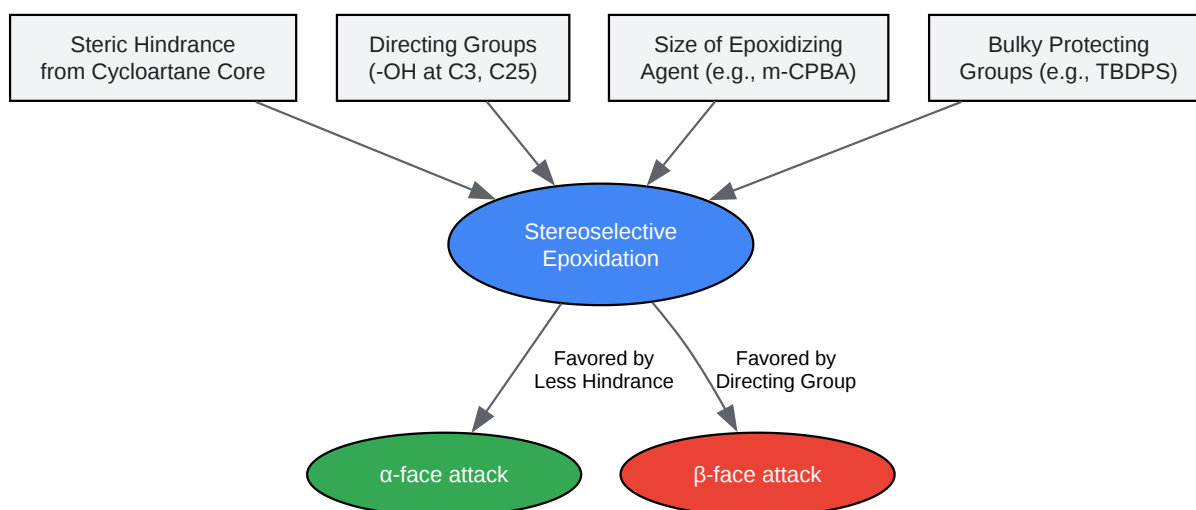 Steric Hindrance
from Cycloartane Core
Directing Groups
(-OH at C3, C25)
Size of Epoxidizing
Agent (e.g., m-CPBA)
Bulky Protecting
Groups (e.g., TBDPS)
Stereoselective
Epoxidation
Favored by
Less Hindrance
Favored by
Directing Group
α-face attack
β-face attack